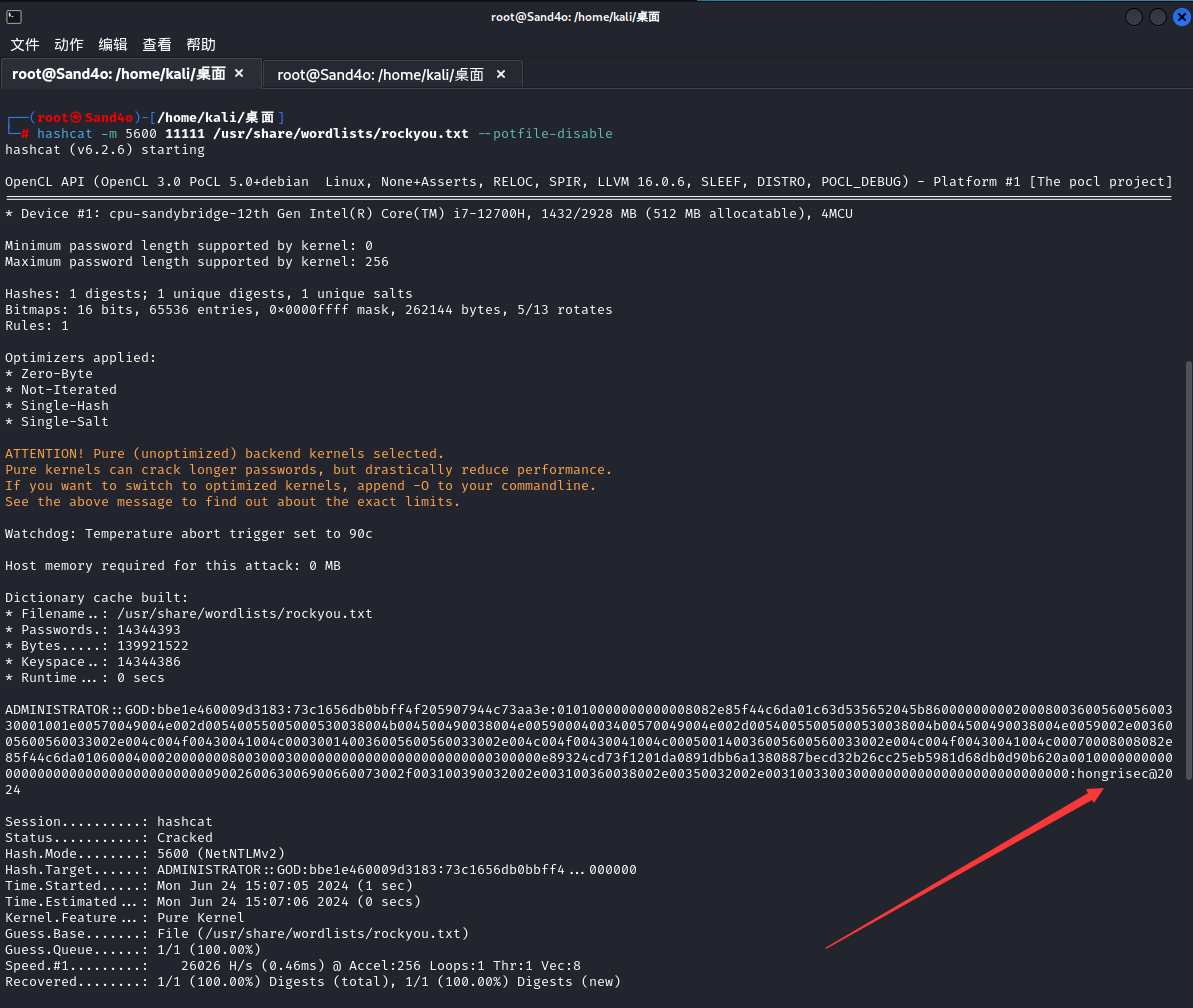 root@Sand4o: /home/kali/桌面
文件 动作 编辑 查看 帮助
root@Sand4o: /home/kali/桌面 × root@Sand4o: /home/kali/桌面 ×
┌──(root㉿Sand4o)-[/home/kali/桌面]
└─# hashcat -m 5600 11111 /usr/share/wordlists/rockyou.txt --potfile-disable
hashcat (v6.2.6) starting
OpenCL API (OpenCL 3.0 PoCL 5.0+debian  Linux, None+Asserts, RELOC, SPIR, LLVM 16.0.6, SLEEF, DISTRO, POCL_DEBUG) - Platform #1 [The pocl project]
* Device #1: cpu-sandybridge-12th Gen Intel(R) Core(TM) i7-12700H, 1432/2928 MB (512 MB allocatable), 4MCU
Minimum password length supported by kernel: 0
Maximum password length supported by kernel: 256
Hashes: 1 digests; 1 unique digests, 1 unique salts
Bitmaps: 16 bits, 65536 entries, 0x0000ffff mask, 262144 bytes, 5/13 rotates
Rules: 1
Optimizers applied:
* Zero-Byte
* Not-Iterated
* Single-Hash
* Single-Salt
ATTENTION! Pure (unoptimized) backend kernels selected.
Pure kernels can crack longer passwords, but drastically reduce performance.
If you want to switch to optimized kernels, append -O to your commandline.
See the above message to find out about the exact limits.
Watchdog: Temperature abort trigger set to 90c
Host memory required for this attack: 0 MB
Dictionary cache built:
* Filename..: /usr/share/wordlists/rockyou.txt
* Passwords.: 14344393
* Bytes.....: 139921522
* Keyspace..: 14344386
* Runtime...: 0 secs
ADMINISTRATOR::GOD:bbe1e460009d3183:73c1656db0bbff4f205907944c73aa3e:01010000000000008082e85f44c6da01c63d535652045b860000000002000800360056005600
330001001e00570049004e002d00540055005000530038004b004500490038004e00590004003400570049004e002d00540055005000530038004b004500490038004e0059002e00360
05600560033002e004c004f00430041004c000300140036005600560033002e004c004f00430041004c000500140036005600560033002e004c004f00430041004c00070008008082e
85f44c6da0106000400020000000800300030000000000000000000000000300000e89324cd73f1201da0891dbb6a1380887becd32b26cc25eb5981d68db0d90b620a0010000000000
000000000000000000000000000900260063006900660073002f003100390032002e003100360038002e00350032002e003100330030000000000000000000000000000:hongrisec@20
24
Session..........: hashcat
Status...........: Cracked
Hash.Mode........: 5600 (NetNTLMv2)
Hash.Target......: ADMINISTRATOR::GOD:bbe1e460009d3183:73c1656db0bbff4...000000
Time.Started.....: Mon Jun 24 15:07:05 2024 (1 sec)
Time.Estimated...: Mon Jun 24 15:07:06 2024 (0 secs)
Kernel.Feature...: Pure Kernel
Guess.Base.......: File (/usr/share/wordlists/rockyou.txt)
Guess.Queue......: 1/1 (100.00%)
Speed.#1.........:    26026 H/s (0.46ms) @ Accel:256 Loops:1 Thr:1 Vec:8
Recovered........: 1/1 (100.00%) Digests (total), 1/1 (100.00%) Digests (new)